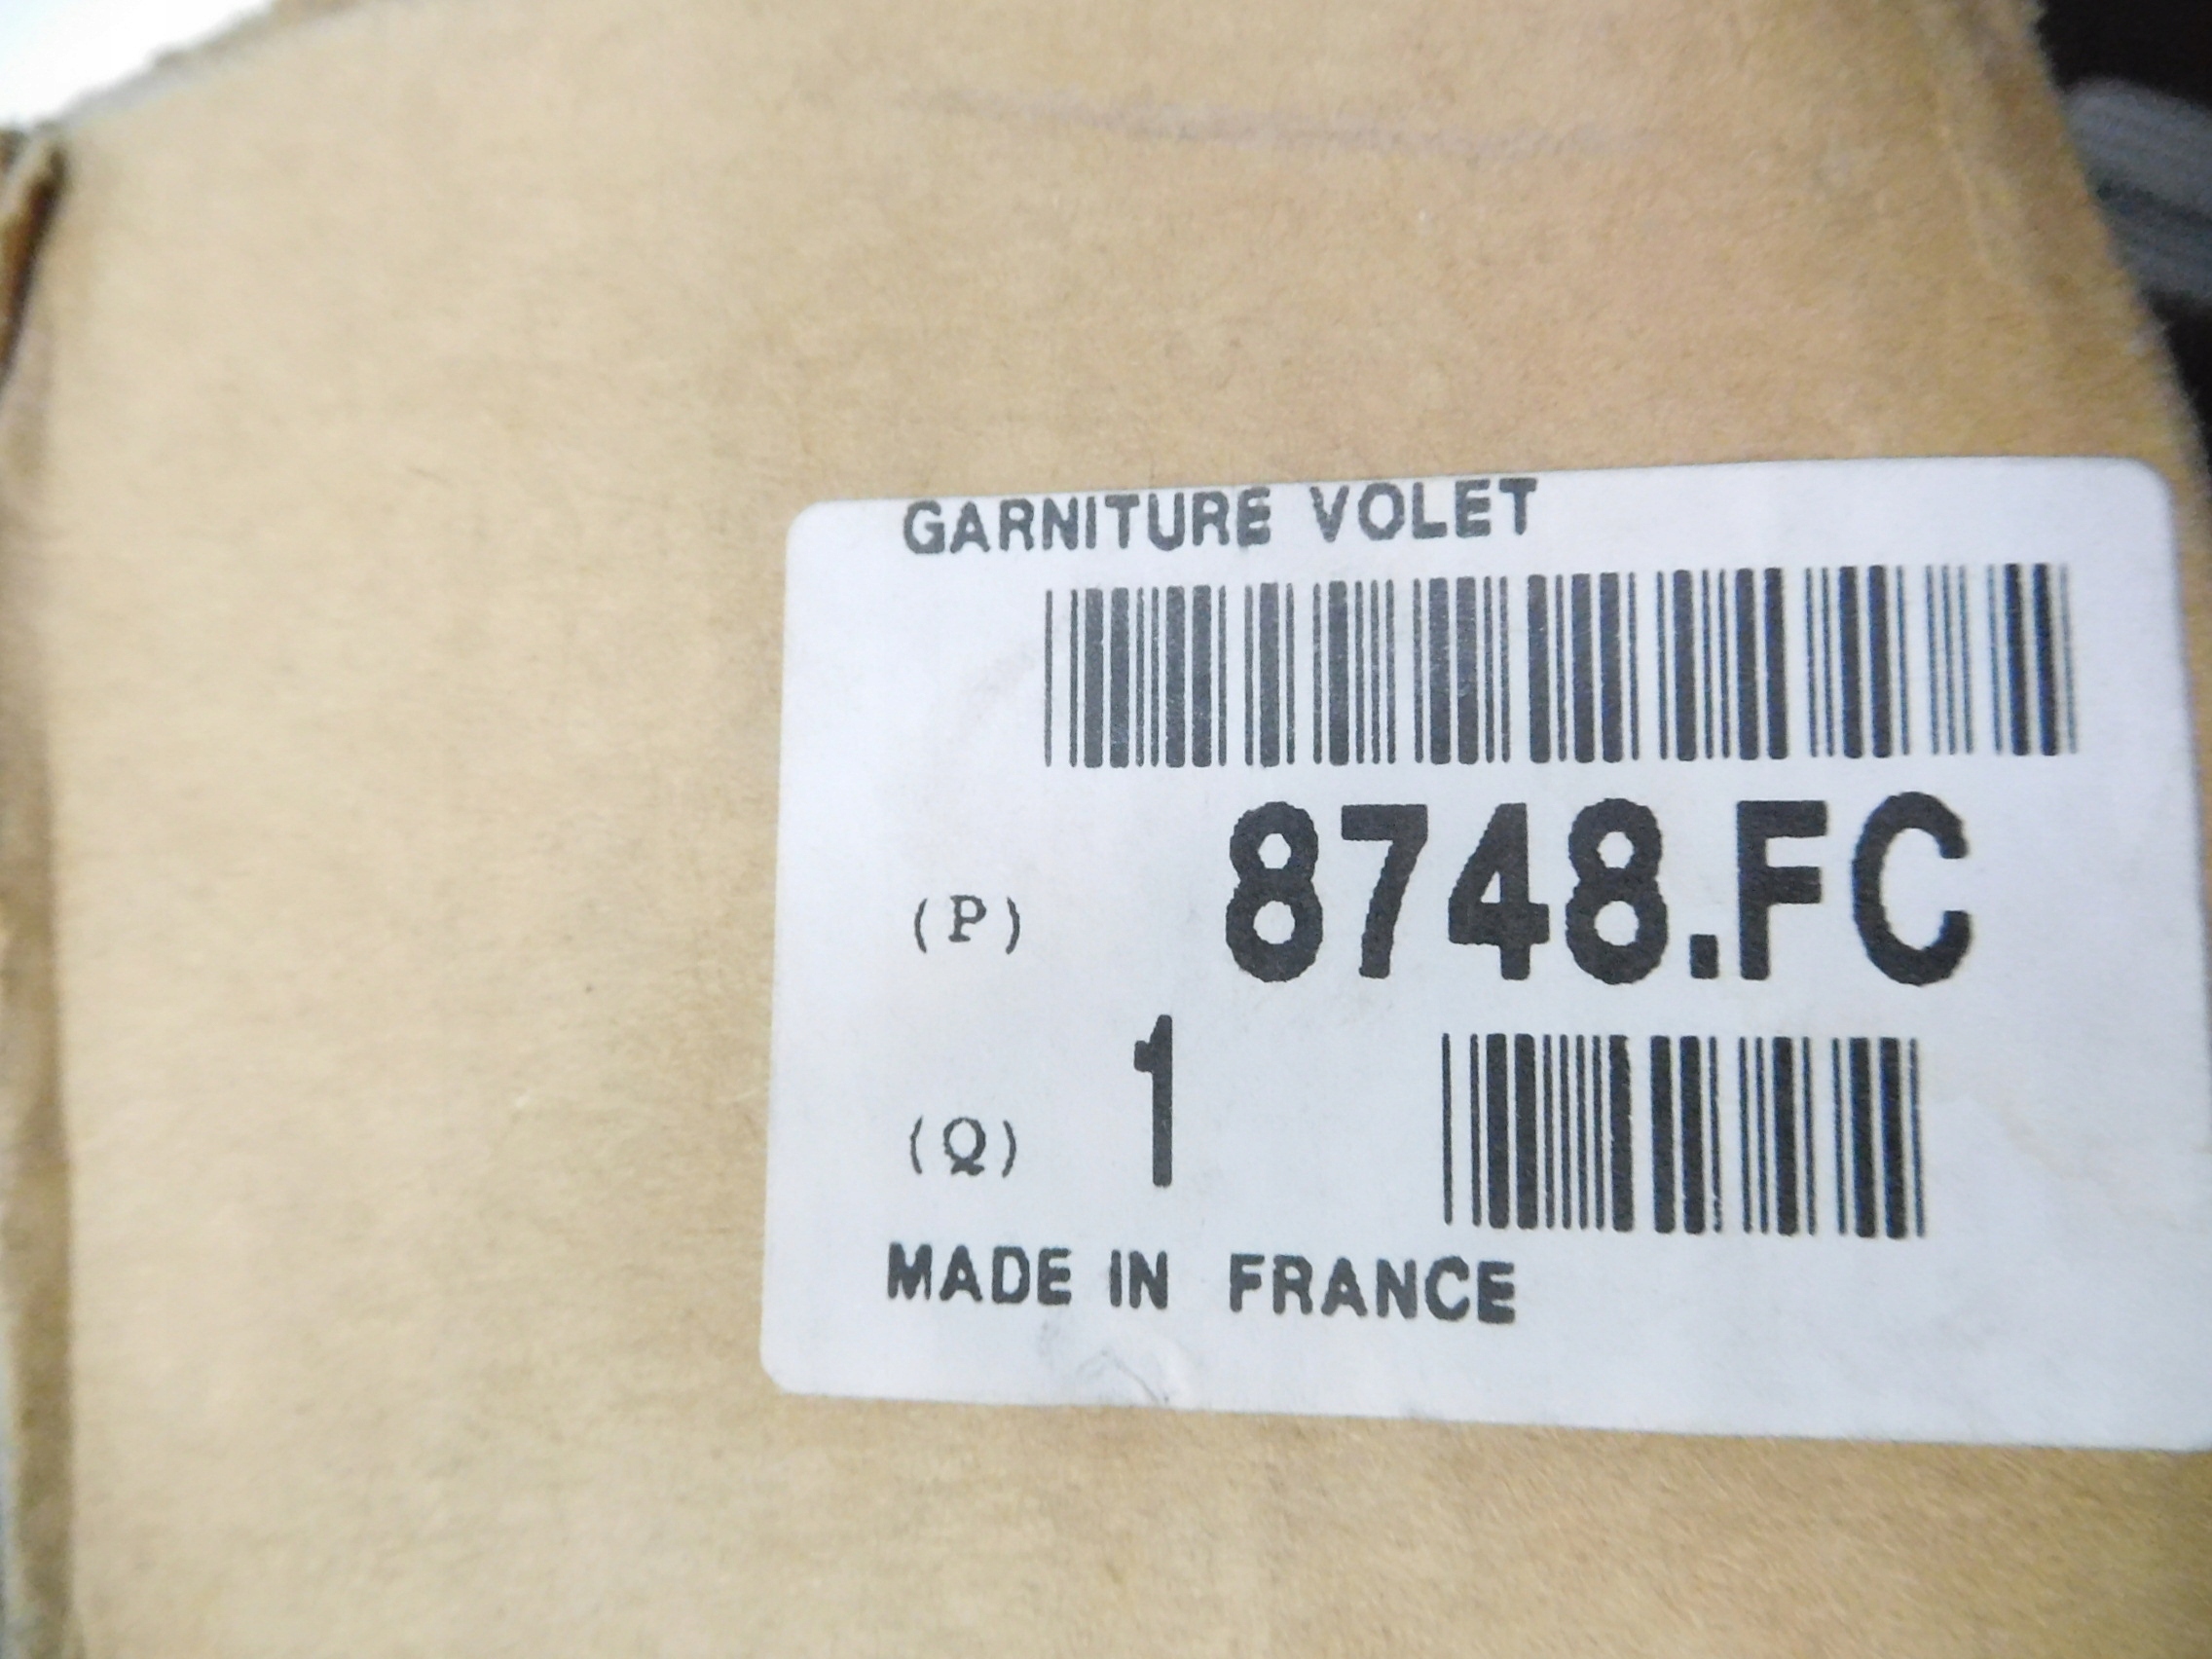 GARNITURE VOLET
(P) 8748.FC
(Q) 1
MADE IN FRANCE